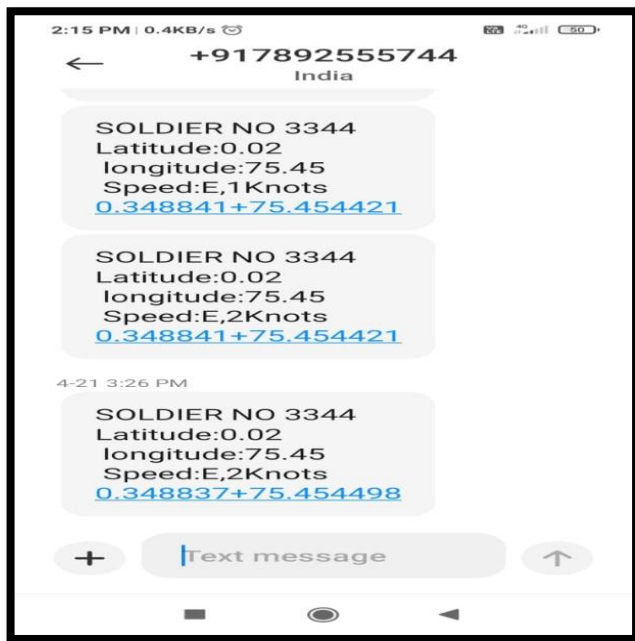 2:15 PM | 0.4KB/s
4G
50
+917892555744
India
SOLDIER NO 3344
Latitude:0.02
longitude:75.45
Speed:E,1Knots
0.348841+75.454421
SOLDIER NO 3344
Latitude:0.02
longitude:75.45
Speed:E,2Knots
0.348841+75.454421
4-21 3:26 PM
SOLDIER NO 3344
Latitude:0.02
longitude:75.45
Speed:E,2Knots
0.348837+75.454498
Text message